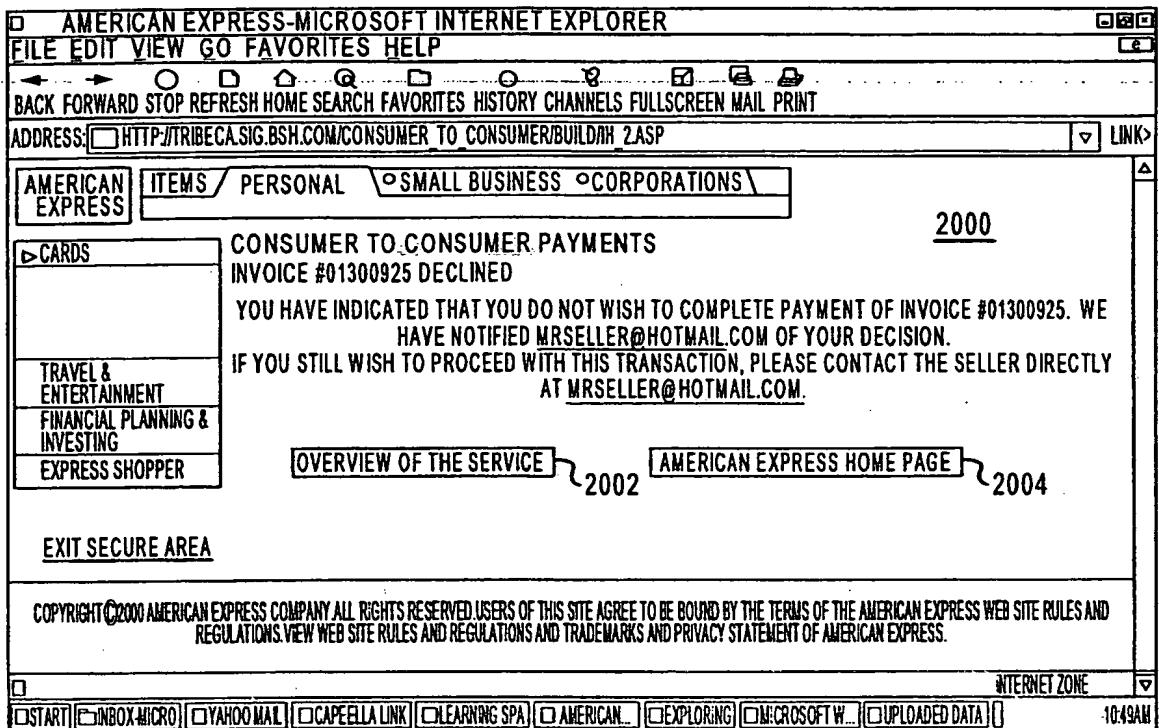 AMERICAN EXPRESS-MICROSOFT INTERNET EXPLORER
FILE EDIT VIEW GO FAVORITES HELP
BACK FORWARD STOP REFRESH HOME SEARCH FAVORITES HISTORY CHANNELS FULLSCREEN MAIL PRINT
ADDRESS: HTTP://TRIBECA.SIG.BSH.COM/CONSUMER_TO_CONSUMER/BUILD/IH_2.ASP LINK>
AMERICAN EXPRESS
ITEMS PERSONAL SMALL BUSINESS CORPORATIONS
2000
CARDS
TRAVEL &
ENTERTAINMENT
FINANCIAL PLANNING &
INVESTING
EXPRESS SHOPPER
CONSUMER TO CONSUMER PAYMENTS
INVOICE #01300925 DECLINED
YOU HAVE INDICATED THAT YOU DO NOT WISH TO COMPLETE PAYMENT OF INVOICE #01300925. WE
HAVE NOTIFIED MRSELLER@HOTMAIL.COM OF YOUR DECISION.
IF YOU STILL WISH TO PROCEED WITH THIS TRANSACTION, PLEASE CONTACT THE SELLER DIRECTLY
AT MRSELLER@HOTMAIL.COM.
OVERVIEW OF THE SERVICE 2002 AMERICAN EXPRESS HOME PAGE 2004
EXIT SECURE AREA
COPYRIGHT ©2000 AMERICAN EXPRESS COMPANY. ALL RIGHTS RESERVED. USERS OF THIS SITE AGREE TO BE BOUND BY THE TERMS OF THE AMERICAN EXPRESS WEB SITE RULES AND
REGULATIONS. VIEW WEB SITE RULES AND REGULATIONS AND TRADEMARKS AND PRIVACY STATEMENT OF AMERICAN EXPRESS.
INTERNET ZONE
START INBOX-MICRO YAHOO MAIL CAPEELLA LINK LEARNING SPA AMERICAN... EXPLORING MICROSOFT W... UPLOADED DATA 10:49AM